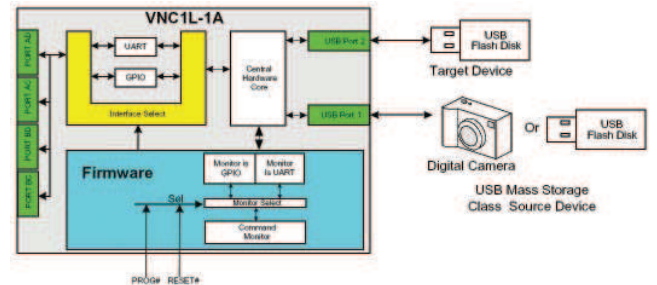 VNC1L-1A
PORT AD
PORT AC
PORT BD
PORT BC
UART
GPIO
Interface Select
Central
Hardware
Core
USB Port 2
USB Port 1
USB
Flash Disk
Target Device
Digital Camera
Or
USB
Flash Disk
USB Mass Storage
Class Source Device
Firmware
Monitor is
GPIO
Monitor
Is UART
Sel
Monitor Select
Command
Monitor
PROG#
RESET#